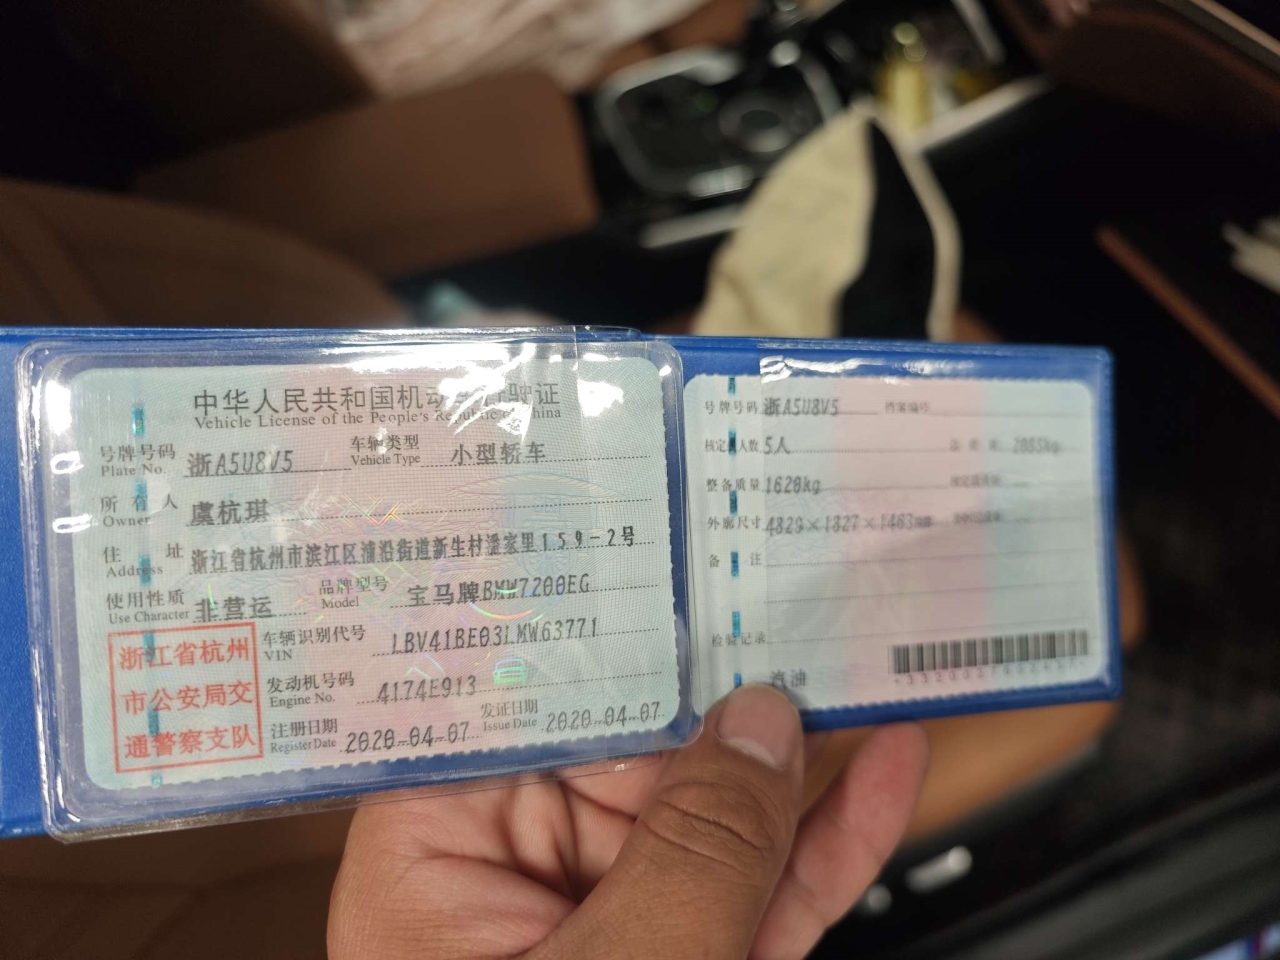 中华人民共和国机动 驶证
Vehicle License of the People's Republic of China
号牌号码 浙A5U8V5 车辆类型 小型轿车
Plate No. Vehicle Type
所有人 虞杭琪
Owner
住址 浙江省杭州市滨江区浦沿街道新生村潘家里159-2号
Address
使用性质 非营运 品牌型号 宝马牌BMW7200EG
Use Character Model
浙江省杭州
市公安局交
通警察支队
车辆识别代号 LBV41BE03LMW63771
VIN
发动机号码 4174E913
Engine No.
注册日期 2020-04-07 发证日期 2020-04-07
Register Date Issue Date
号牌号码 浙A5U8V5 档案编号
核定 人数 5人 总质量 2055kg
整备质量 1620kg
外廓尺寸 4829×1827×1463mm
备注
检验记录
汽油